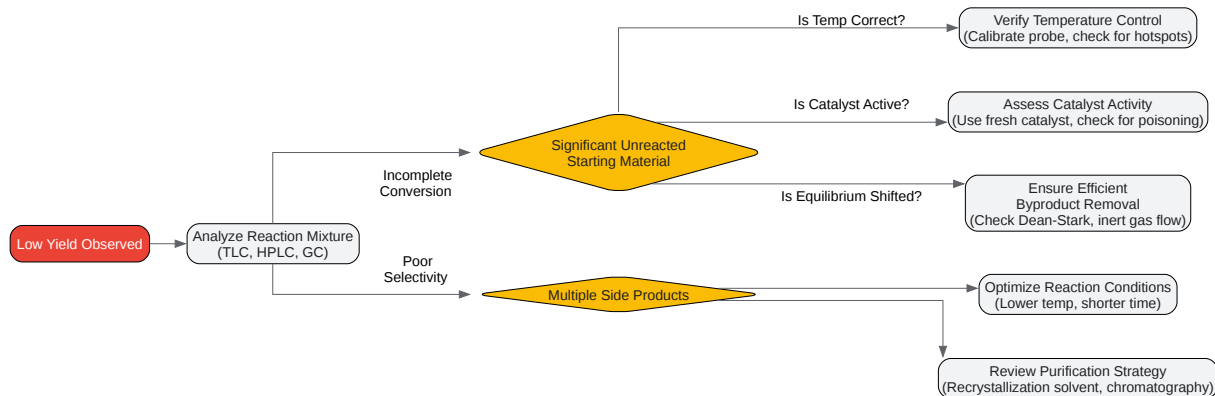 Is Temp Correct?
Verify Temperature Control
(Calibrate probe, check for hotspots)
Is Catalyst Active?
Assess Catalyst Activity
(Use fresh catalyst, check for poisoning)
Significant Unreacted
Starting Material
Incomplete
Conversion
Is Equilibrium Shifted?
Ensure Efficient
Byproduct Removal
(Check Dean-Stark, inert gas flow)
Low Yield Observed
Analyze Reaction Mixture
(TLC, HPLC, GC)
Poor
Selectivity
Multiple Side Products
Optimize Reaction Conditions
(Lower temp, shorter time)
Review Purification Strategy
(Recrystallization solvent, chromatography)